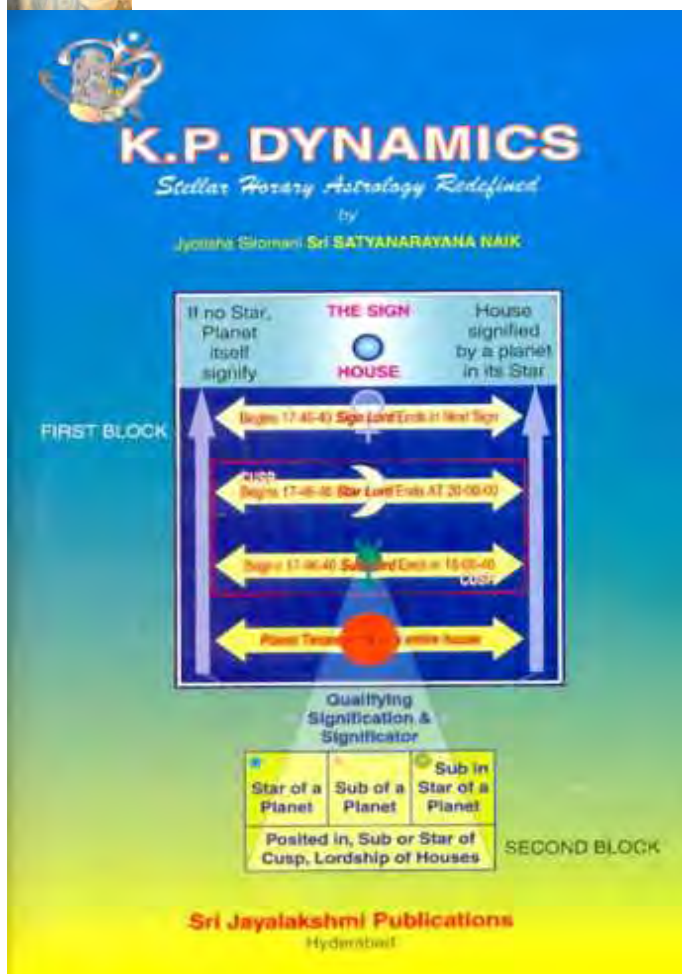 K.P. DYNAMICS
Stellar Horary Astrology Redefined
by
Jyotisha Siromani Sri SATYANARAYANA NAIK
If no Star,
Planet
itself
signify
THE SIGN
HOUSE
House
signified
by a planet
in its Star
FIRST BLOCK
Begins 17-46-40 Sign Lord Ends in Next Sign
CUSP
Begins 17-46-40 Star Lord Ends AT 20-00-00
Begins 17-46-40 Sub Lord Ends in
CUSP
Planet entire house
Qualifying
Signification &
Significator
Star of a
Planet
Sub of a
Planet
Sub in
Star of a
Planet
Posited in, Sub or Star of
Cusp, Lordship of Houses
SECOND BLOCK
Sri Jayalakshmi Publications
Hyderabad